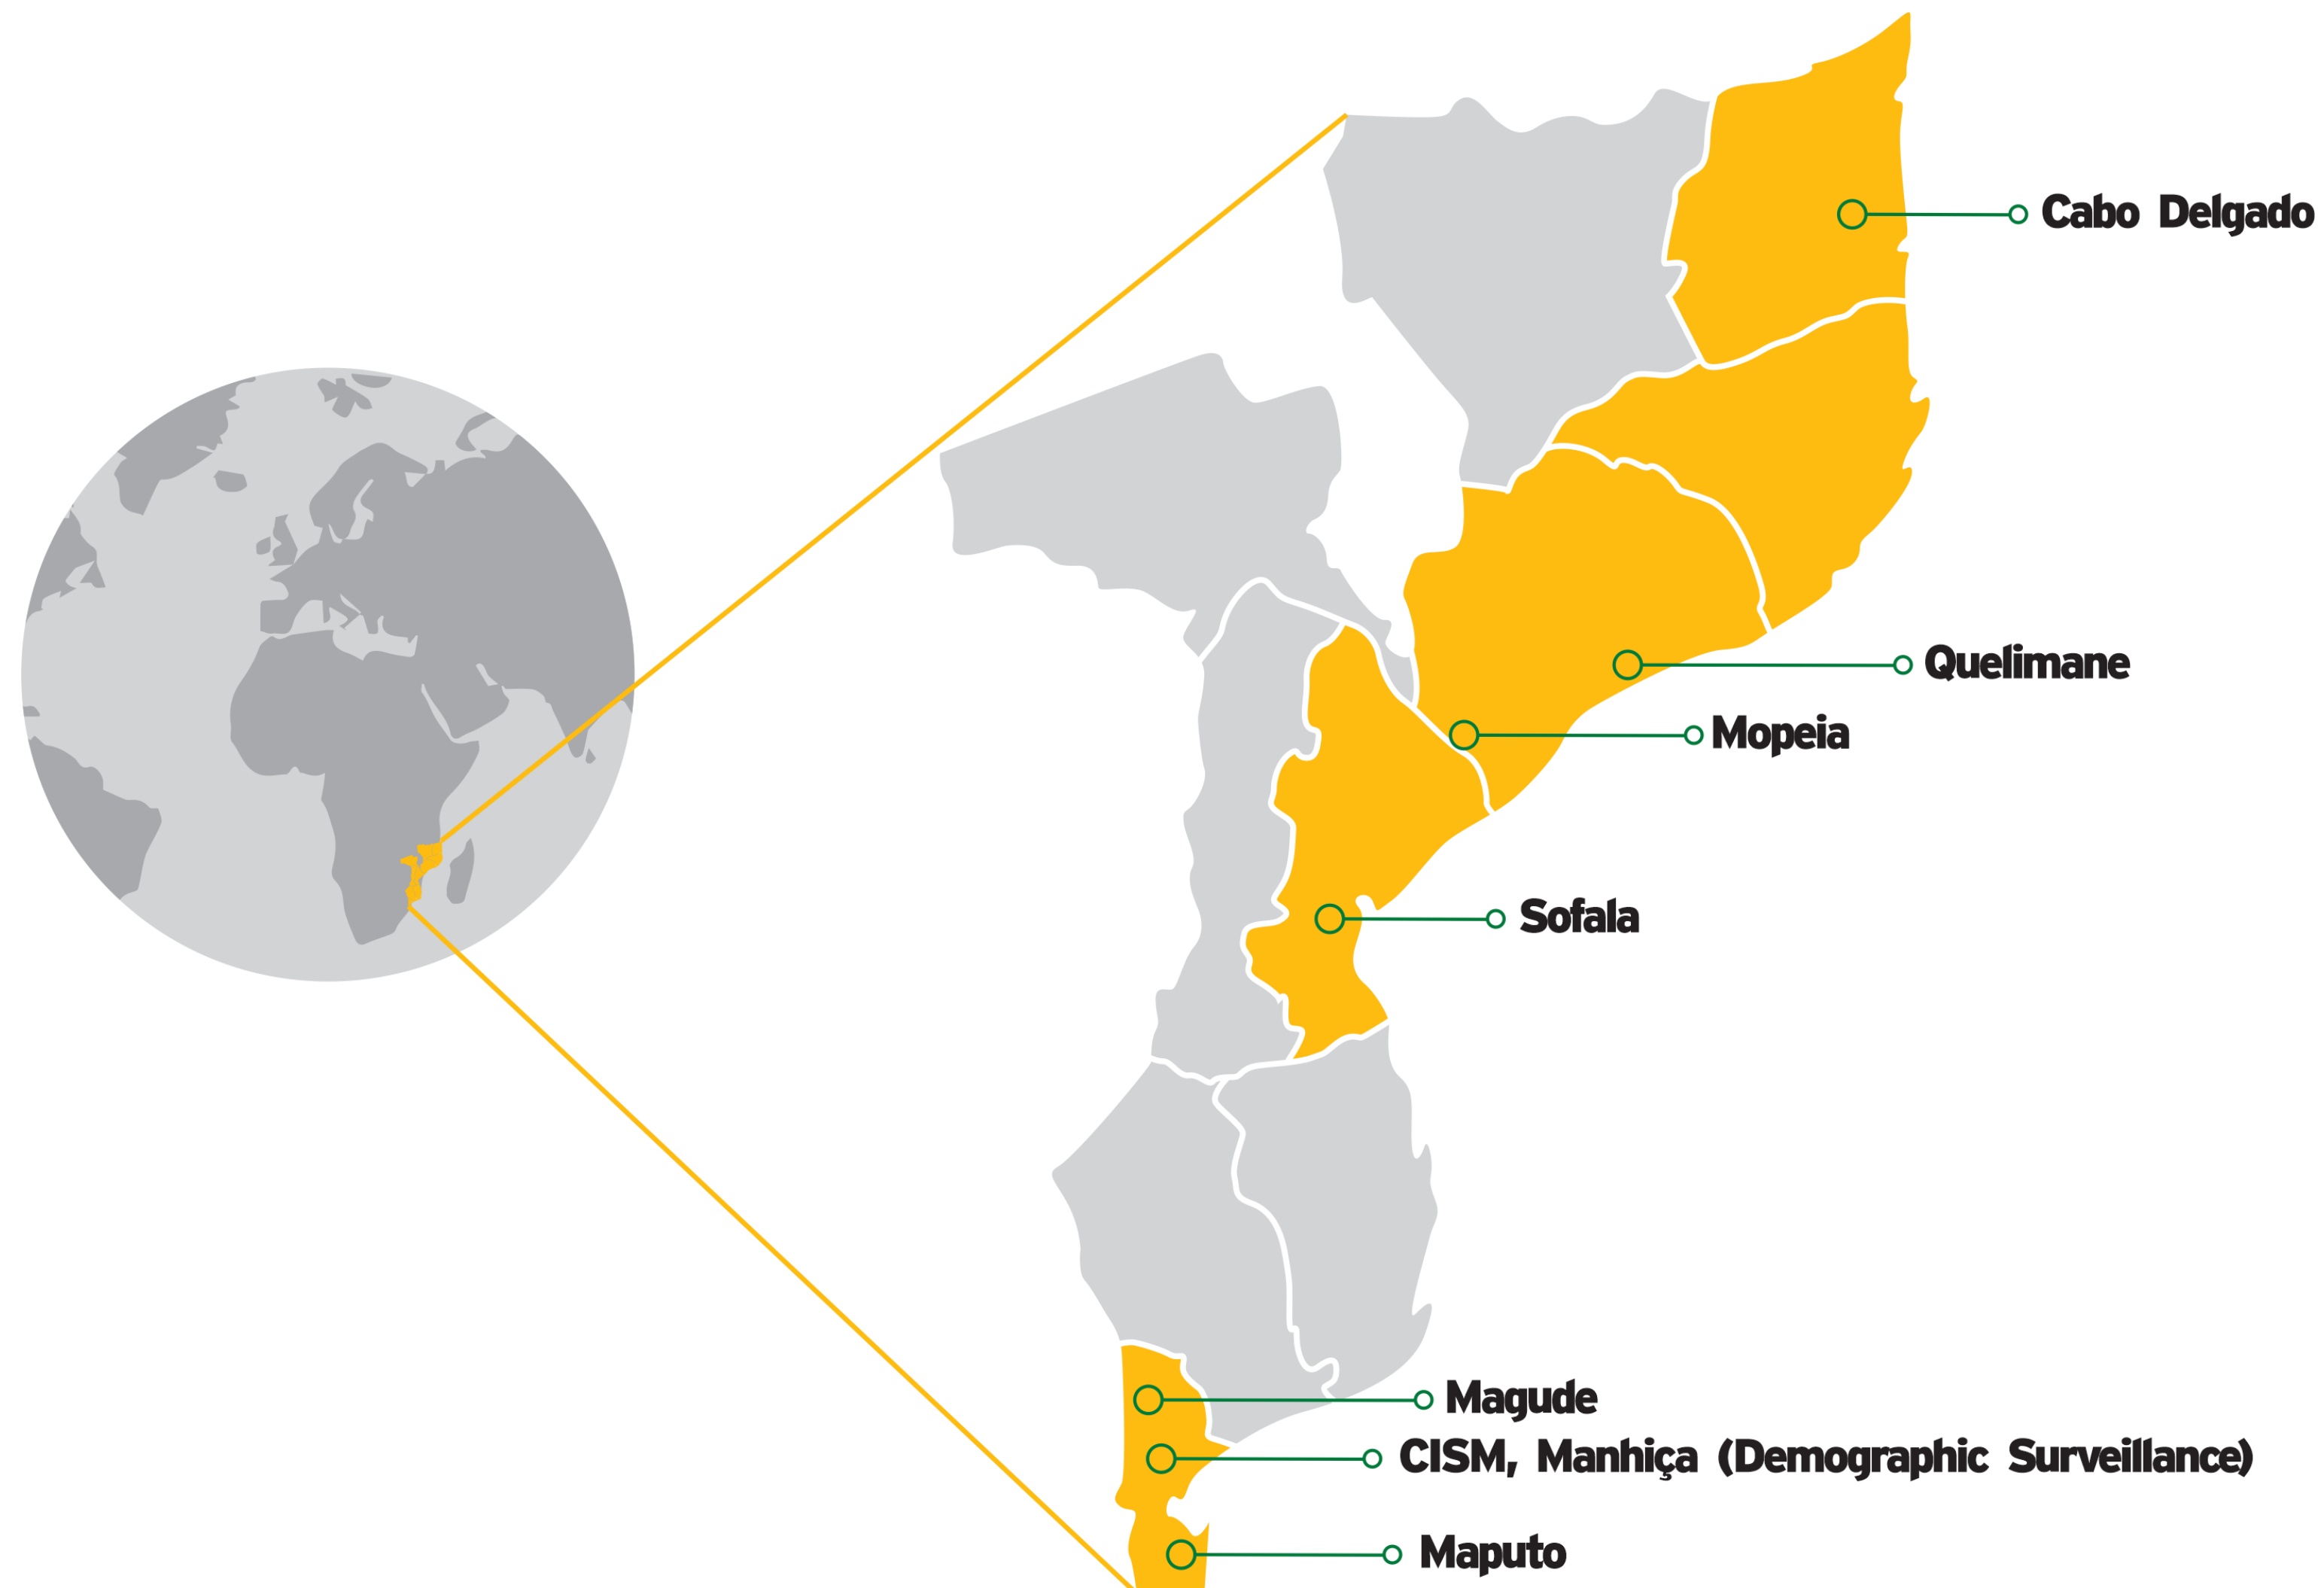 Cabo Delgado
Quelimane
Mopeia
Sofala
Magude
CISM, Manhiça (Demographic Surveillance)
Maputo